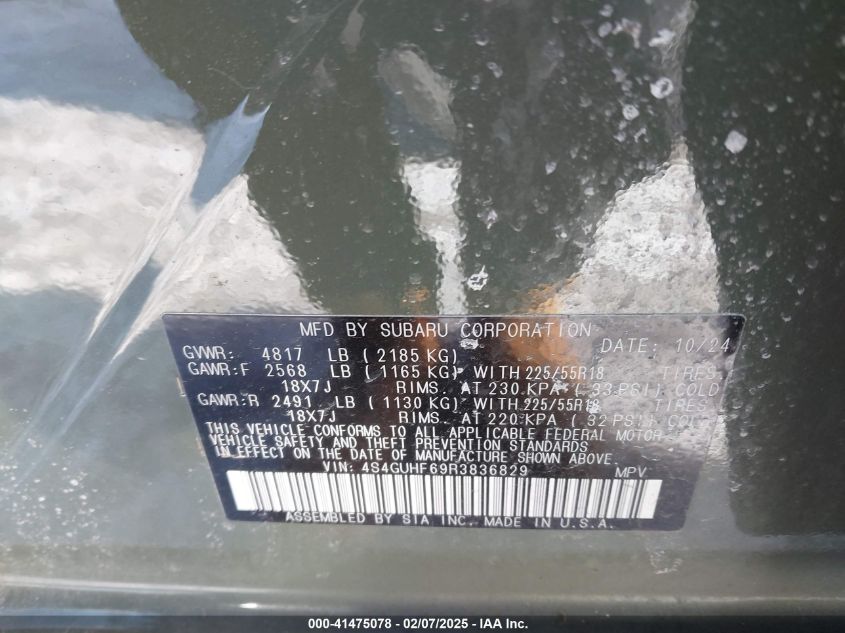 MFD BY SUBARU CORPORATION DATE: 10/24
GVWR: 4817 LB (2185 KG)
GAWR:F 2568 LB (1165 KG) WITH 225/55R18 TIRES
18X7J RIMS. AT 230 KPA (33 PSI) COLD
GAWR:R 2491 LB (1130 KG) WITH 225/55R18 TIRES
18X7J RIMS. AT 220 KPA (32 PSI) COLD
THIS VEHICLE CONFORMS TO ALL APPLICABLE FEDERAL MOTOR
VEHICLE SAFETY AND THEFT PREVENTION STANDARDS
IN EFFECT ON THE DATE OF MANUFACTURE SHOWN ABOVE.
VIN: 4S4GUHF69R3836829 MPV
ASSEMBLED BY SIA INC. MADE IN U.S.A.
000-41475078 - 02/07/2025 - IAA Inc.